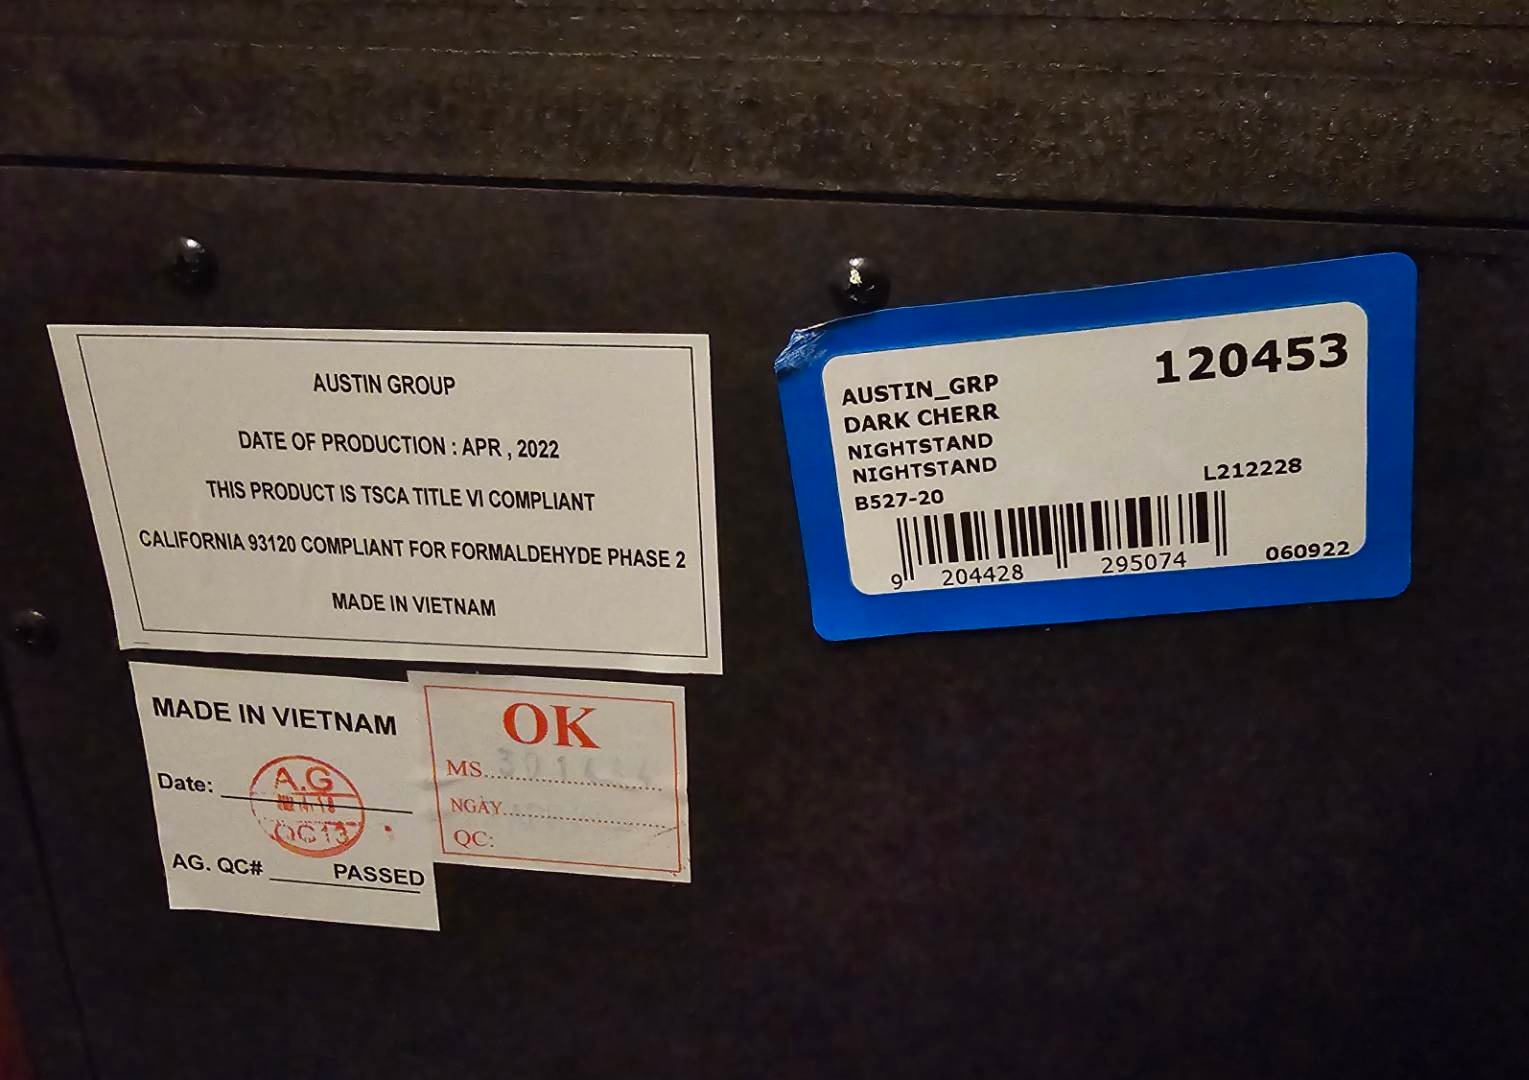 AUSTIN GROUP
DATE OF PRODUCTION : APR , 2022
THIS PRODUCT IS TSCA TITLE VI COMPLIANT
CALIFORNIA 93120 COMPLIANT FOR FORMALDEHYDE PHASE 2
MADE IN VIETNAM
120453
AUSTIN_GRP
DARK CHERR
NIGHTSTAND
NIGHTSTAND
B527-20
L212228
9 204428 295074
060922
MADE IN VIETNAM
Date:
A.G
QC13
AG. QC# PASSED
OK
MS
NGÀY
QC: